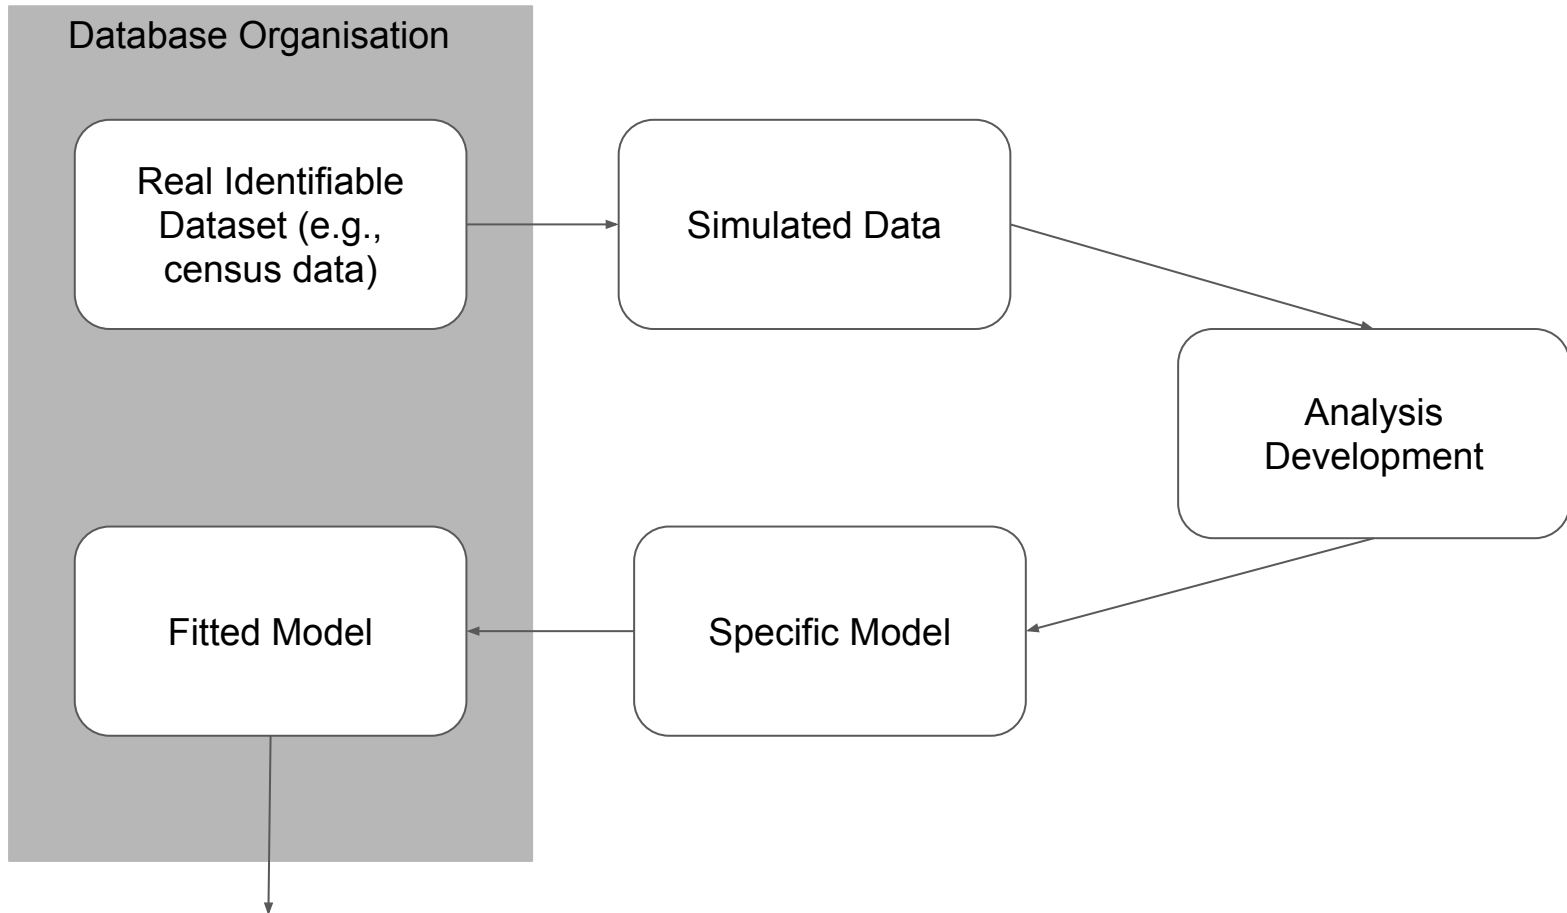 Database Organisation
Real Identifiable
Dataset (e.g.,
census data)
Simulated Data
Analysis
Development
Fitted Model
Specific Model